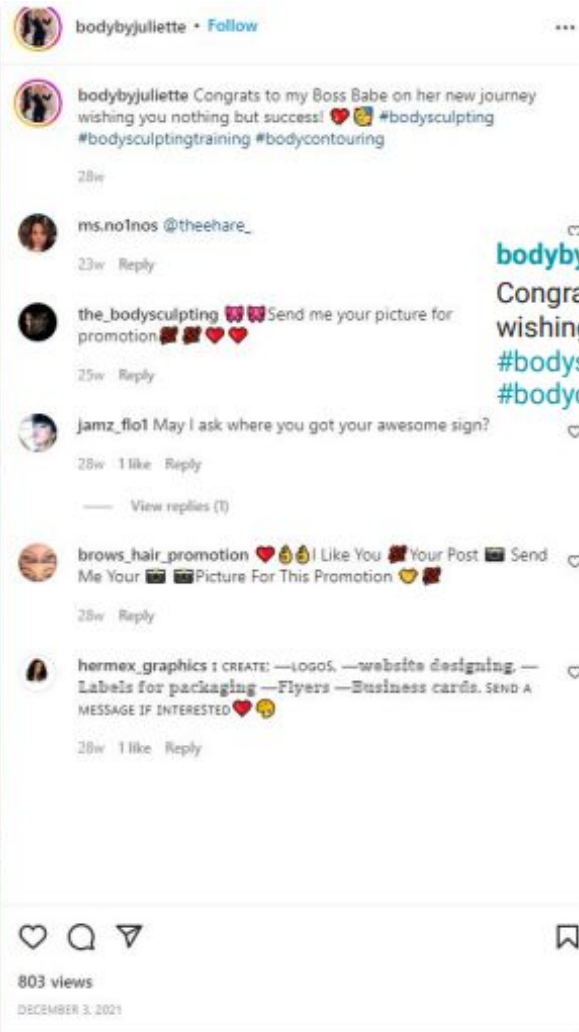 bodybyjuliette • Follow
bodybyjuliette Congrats to my Boss Babe on her new journey
wishing you nothing but success! ❤️🥰 #bodysculpting
#bodysculptingtraining #bodycontouring
28w
ms.no1nos @theehare_
23w Reply
the_bodysculpting Send me your picture for
promotion
25w Reply
jamz_flo1 May I ask where you got your awesome sign?
28w 1 like Reply
View replies (1)
brows_hair_promotion ❤️👌👌I Like You Your Post 📸 Send
Me Your 📸 📸Picture For This Promotion
28w Reply
hermex_graphics I CREATE: —LOGOS, —website designing, —
Labels for packaging —Flyers —Business cards. SEND A
MESSAGE IF INTERESTED
28w 1 like Reply
bodyby
Congra
wishing
#bodys
#bodyc
803 views
DECEMBER 3, 2021